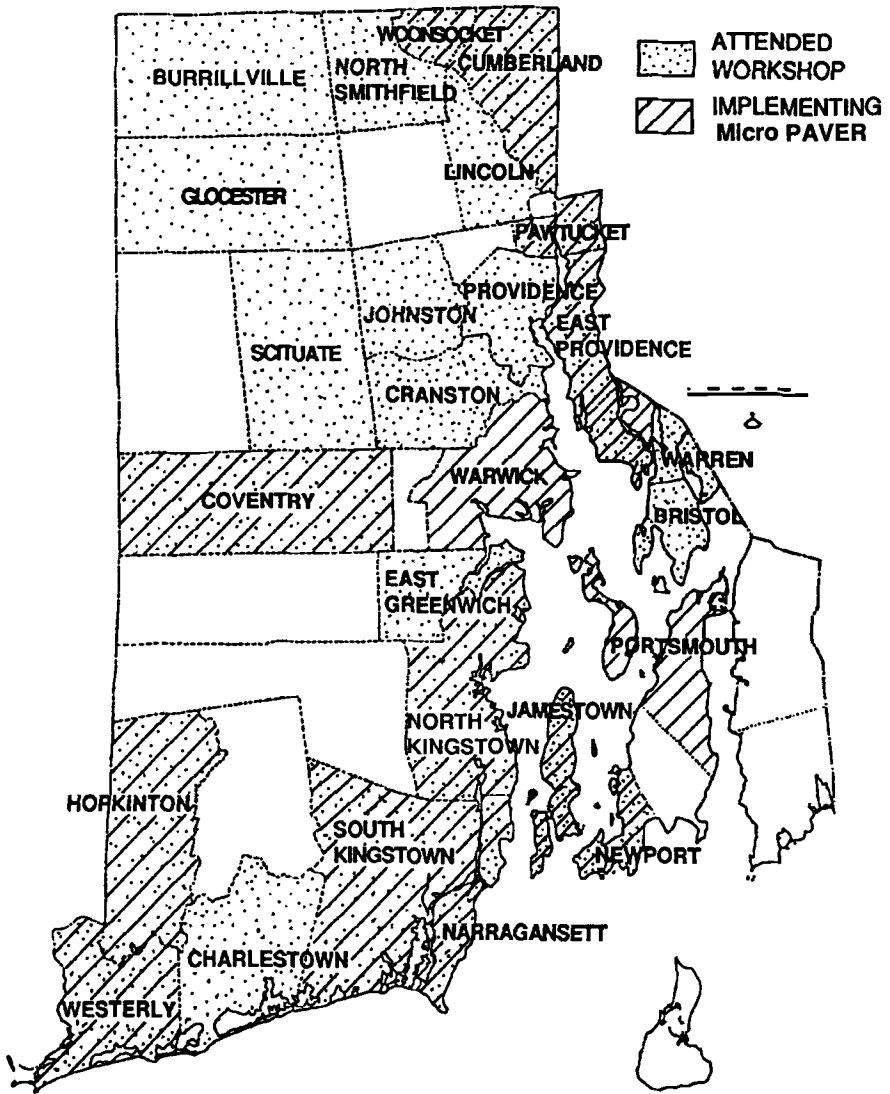 WOONSOCKET
CUMBERLAND
BURRILLVILLE
NORTH
SMITHFIELD
ATTENDED
WORKSHOP
IMPLEMENTING
Micro PAVER
LINCOLN
GLOCESTER
PAWTUCKET
PROVIDENCE
JOHNSTON
EAST
PROVIDENCE
SCITUATE
CRANSTON
WARREN
WARWICK
COVENTRY
BRISTOL
EAST
GREENWICH
PORTSMOUTH
JAMESTOWN
NORTH
KINGSTOWN
HOPKINTON
SOUTH
KINGSTOWN
NEWPORT
NARRAGANSETT
CHARLESTOWN
WESTERLY